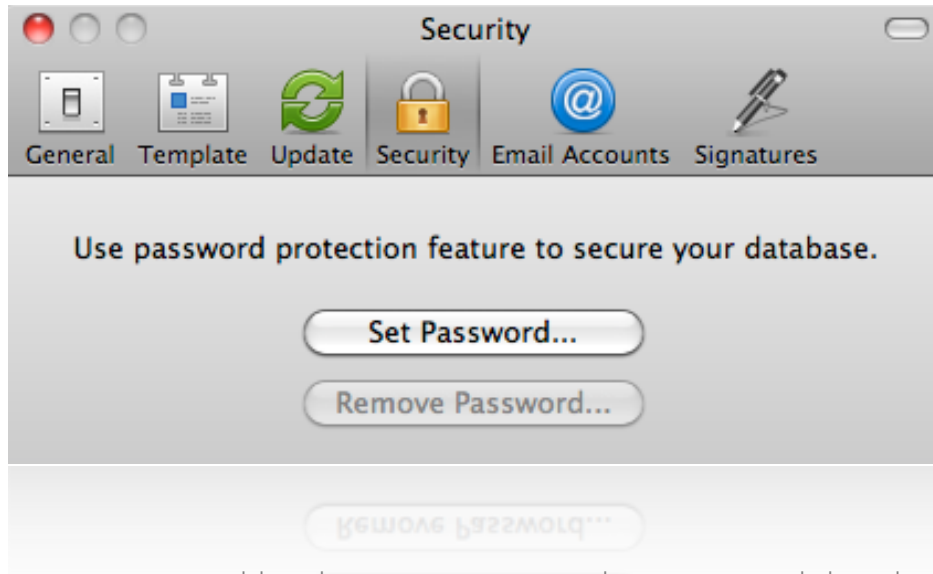 Security
General Template Update Security Email Accounts Signatures
Use password protection feature to secure your database.
Set Password...
Remove Password...